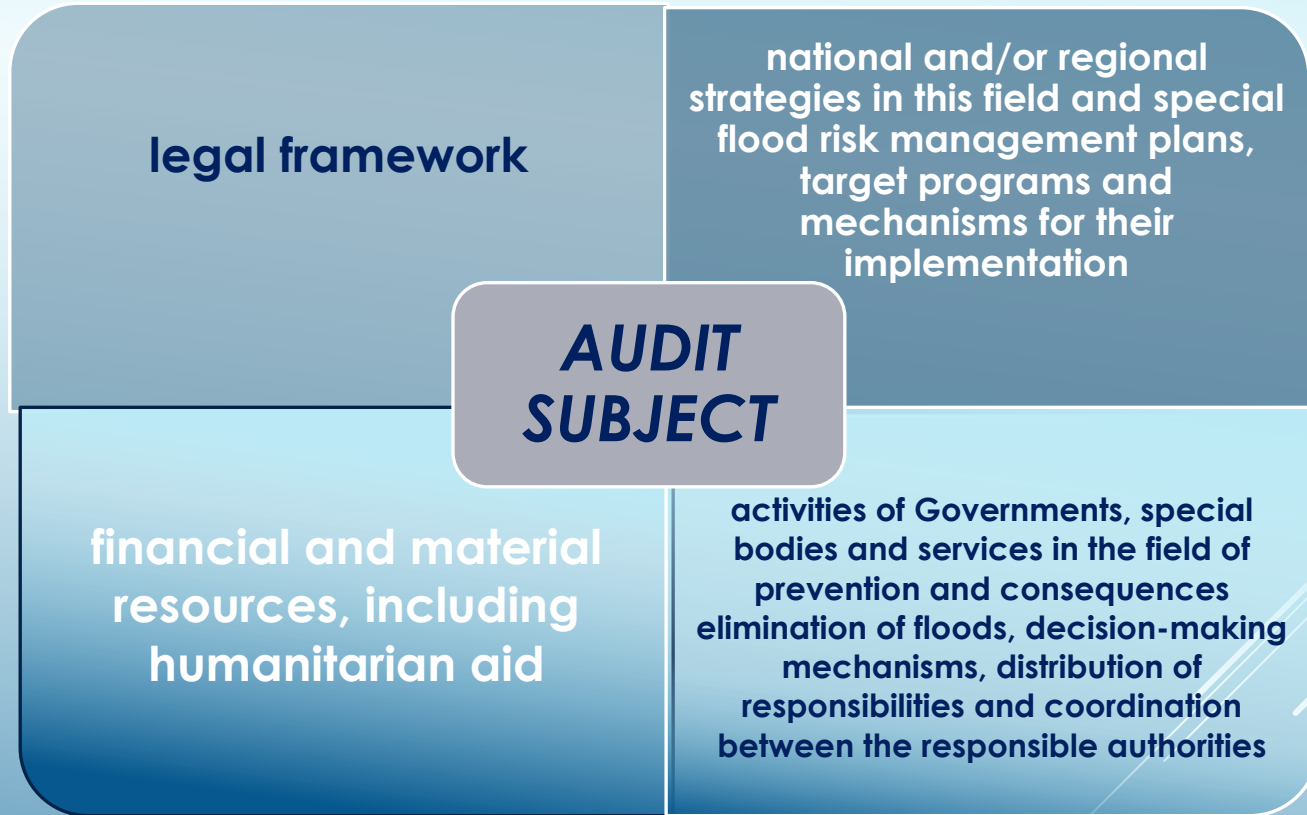 legal framework
national and/or regional
strategies in this field and special
flood risk management plans,
target programs and
mechanisms for their
implementation
AUDIT
SUBJECT
financial and material
resources, including
humanitarian aid
activities of Governments, special
bodies and services in the field of
prevention and consequences
elimination of floods, decision-making
mechanisms, distribution of
responsibilities and coordination
between the responsible authorities